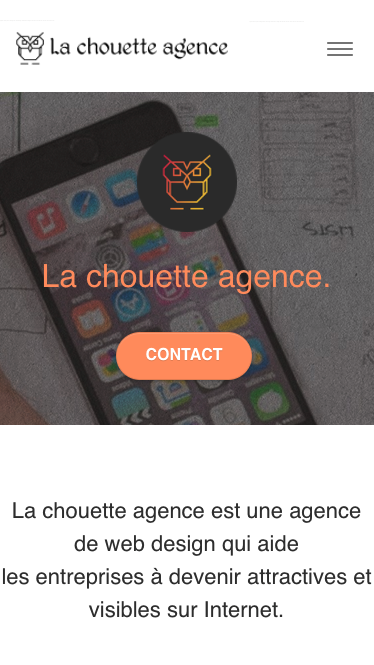 La chouette agence
La chouette agence.
CONTACT
La chouette agence est une agence
de web design qui aide
les entreprises à devenir attractives et
visibles sur Internet.